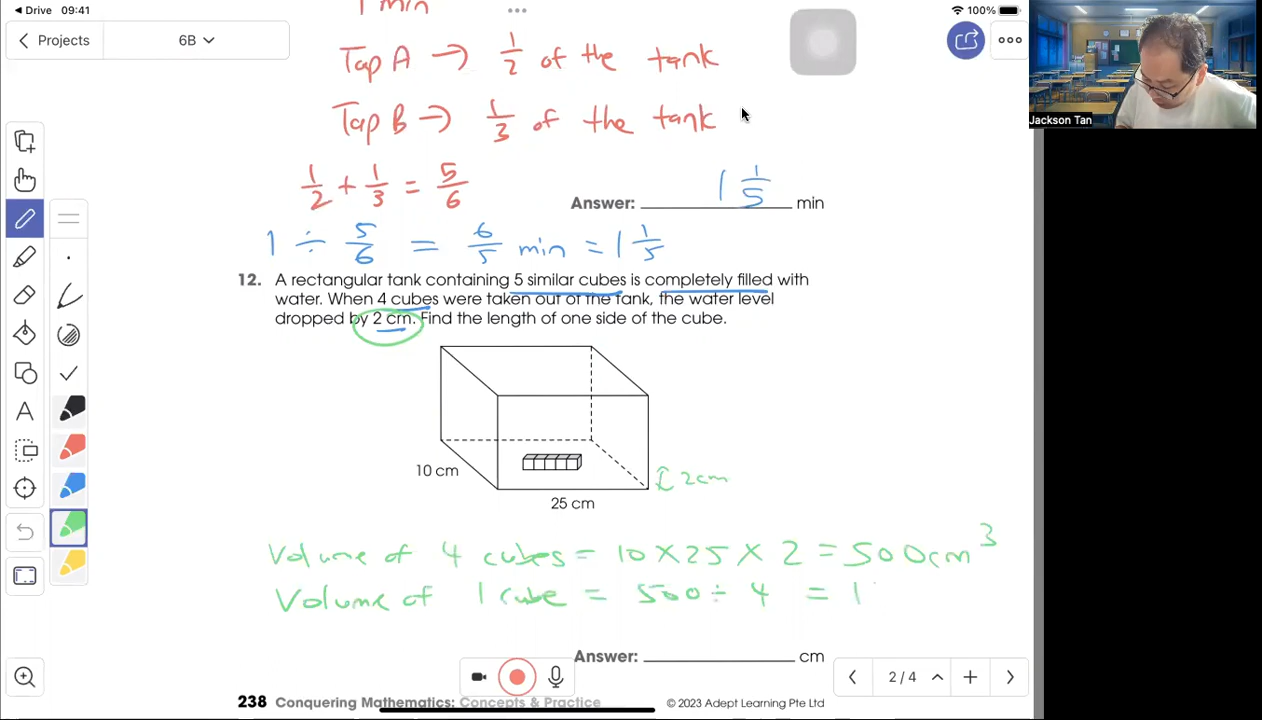 Drive 09:41
100%
Projects
6B
1 min
Tap A → 1/2 of the tank
Tap B → 1/3 of the tank
1/2 + 1/3 = 5/6
Answer: 1 1/5 min
1 ÷ 5/6 = 6/5 min = 1 1/5
12. A rectangular tank containing 5 similar cubes is completely filled with
water. When 4 cubes were taken out of the tank, the water level
dropped by 2 cm. Find the length of one side of the cube.
10 cm
2cm
25 cm
Volume of 4 cubes = 10 × 25 × 2 = 500cm³
Volume of 1 cube = 500 ÷ 4 = 1
Answer: cm
2 / 4
238 Conquering Mathematics: Concepts & Practice
© 2023 Adept Learning Pte Ltd
A
Jackson Tan